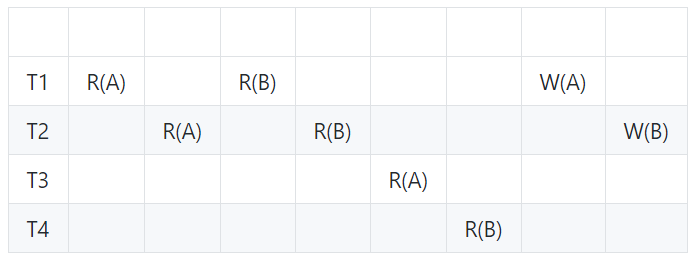 T1 R(A) R(B) W(A)
T2 R(A) R(B) W(B)
T3 R(A)
T4 R(B)